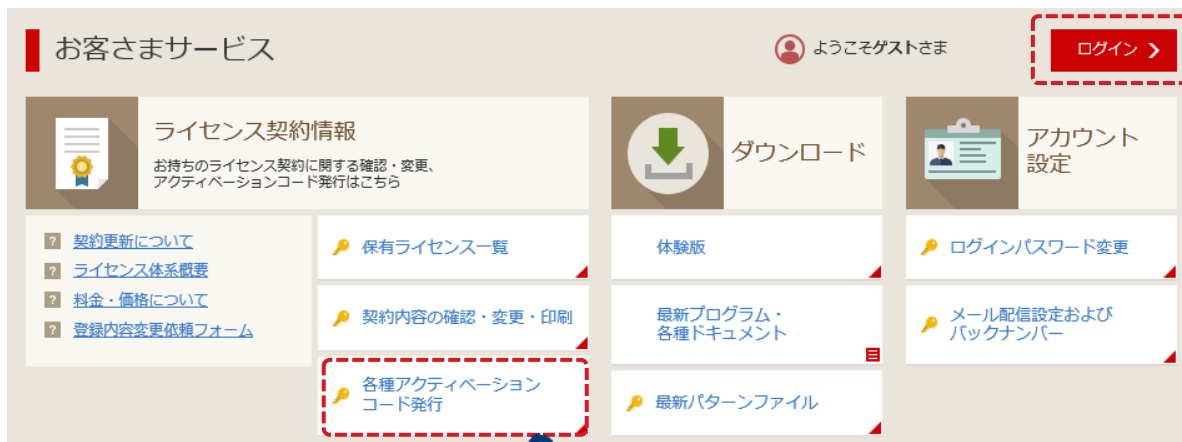 お客さまサービス
ようこそゲストさま
ログイン
ライセンス契約情報
お持ちのライセンス契約に関する確認・変更、
アクティベーションコード発行はこちら
ダウンロード
アカウント
設定
契約更新について
ライセンス体系概要
料金・価格について
登録内容変更依頼フォーム
保有ライセンス一覧
契約内容の確認・変更・印刷
各種アクティベーション
コード発行
体験版
最新プログラム・
各種ドキュメント
最新パターンファイル
ログインパスワード変更
メール配信設定および
バックナンバー